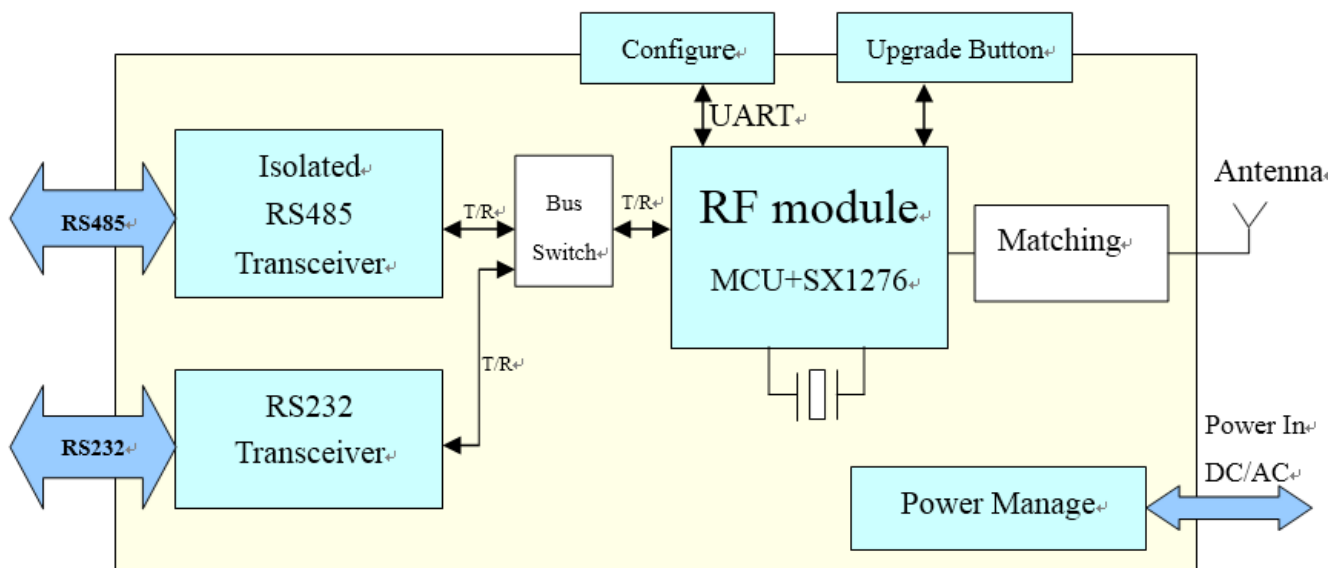 Configure
Upgrade Button
UART
Isolated
RS485
Transceiver
RS485
T/R
Bus
Switch
T/R
RF module
MCU+SX1276
Matching
Antenna
T/R
RS232
Transceiver
RS232
Power In
DC/AC
Power Manage